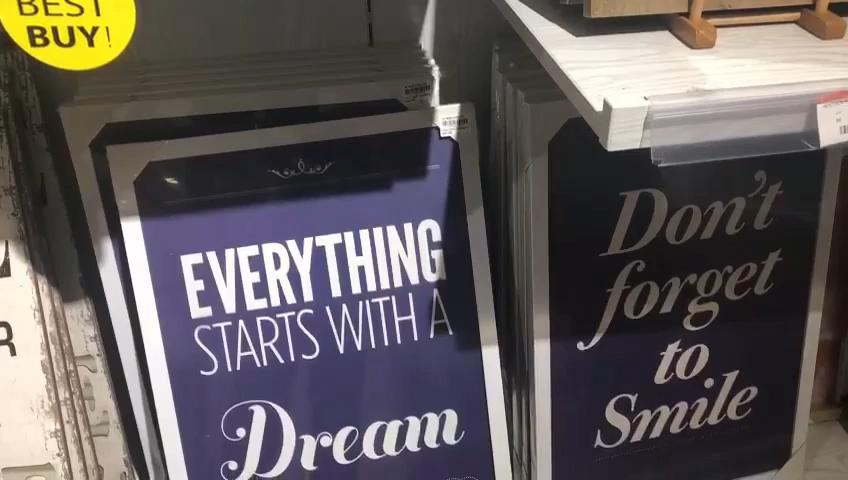 BEST
BUY!
EVERYTHING
STARTS WITH A
Dream
Don't
forget
to
Smile